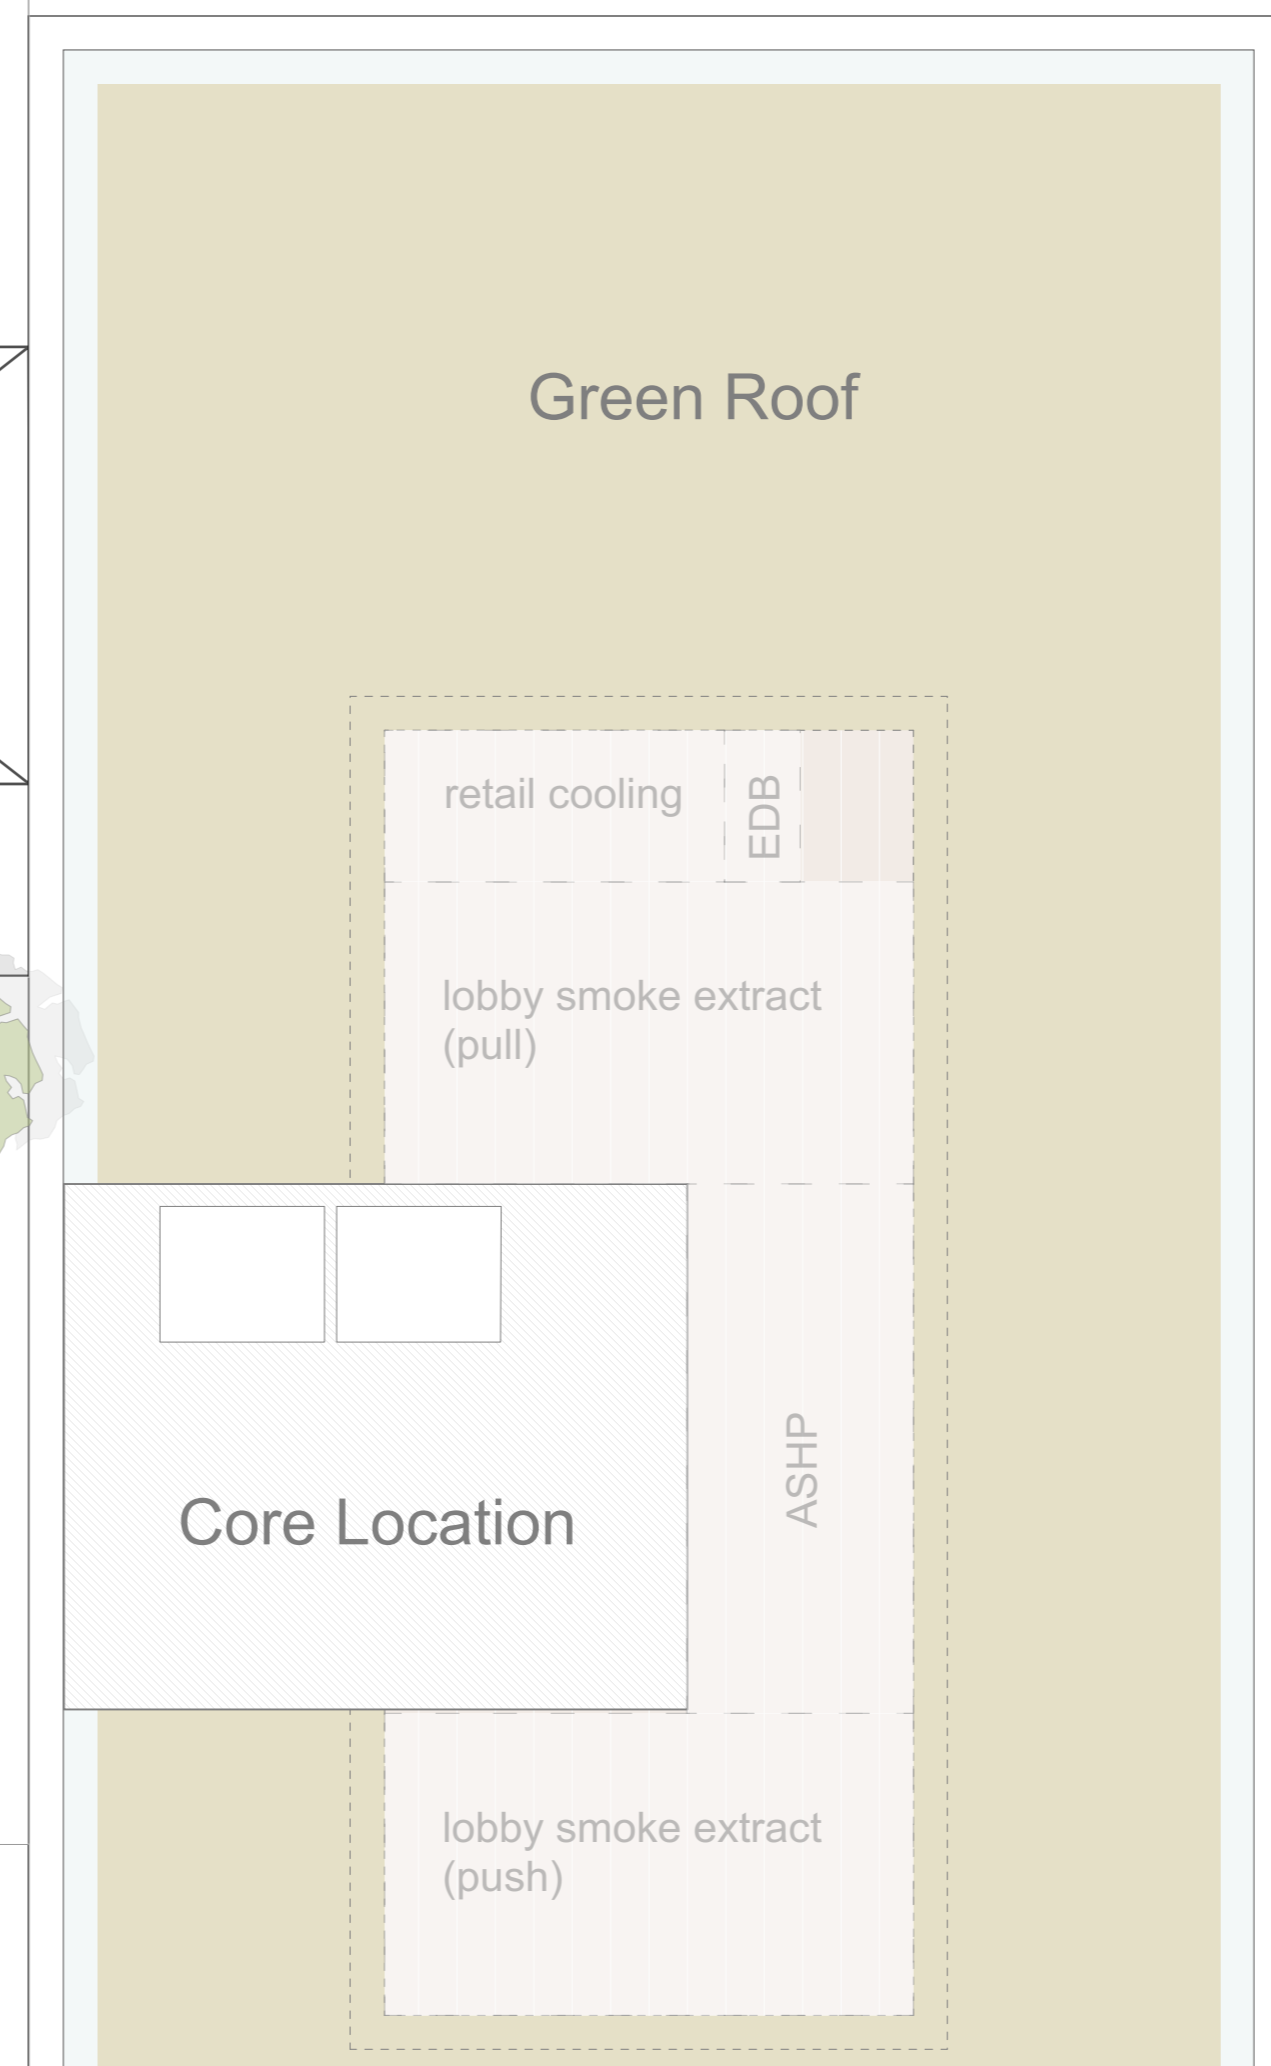 Green Roof
retail cooling
EDB
lobby smoke extract
(pull)
ASHP
Core Location
lobby smoke extract
(push)